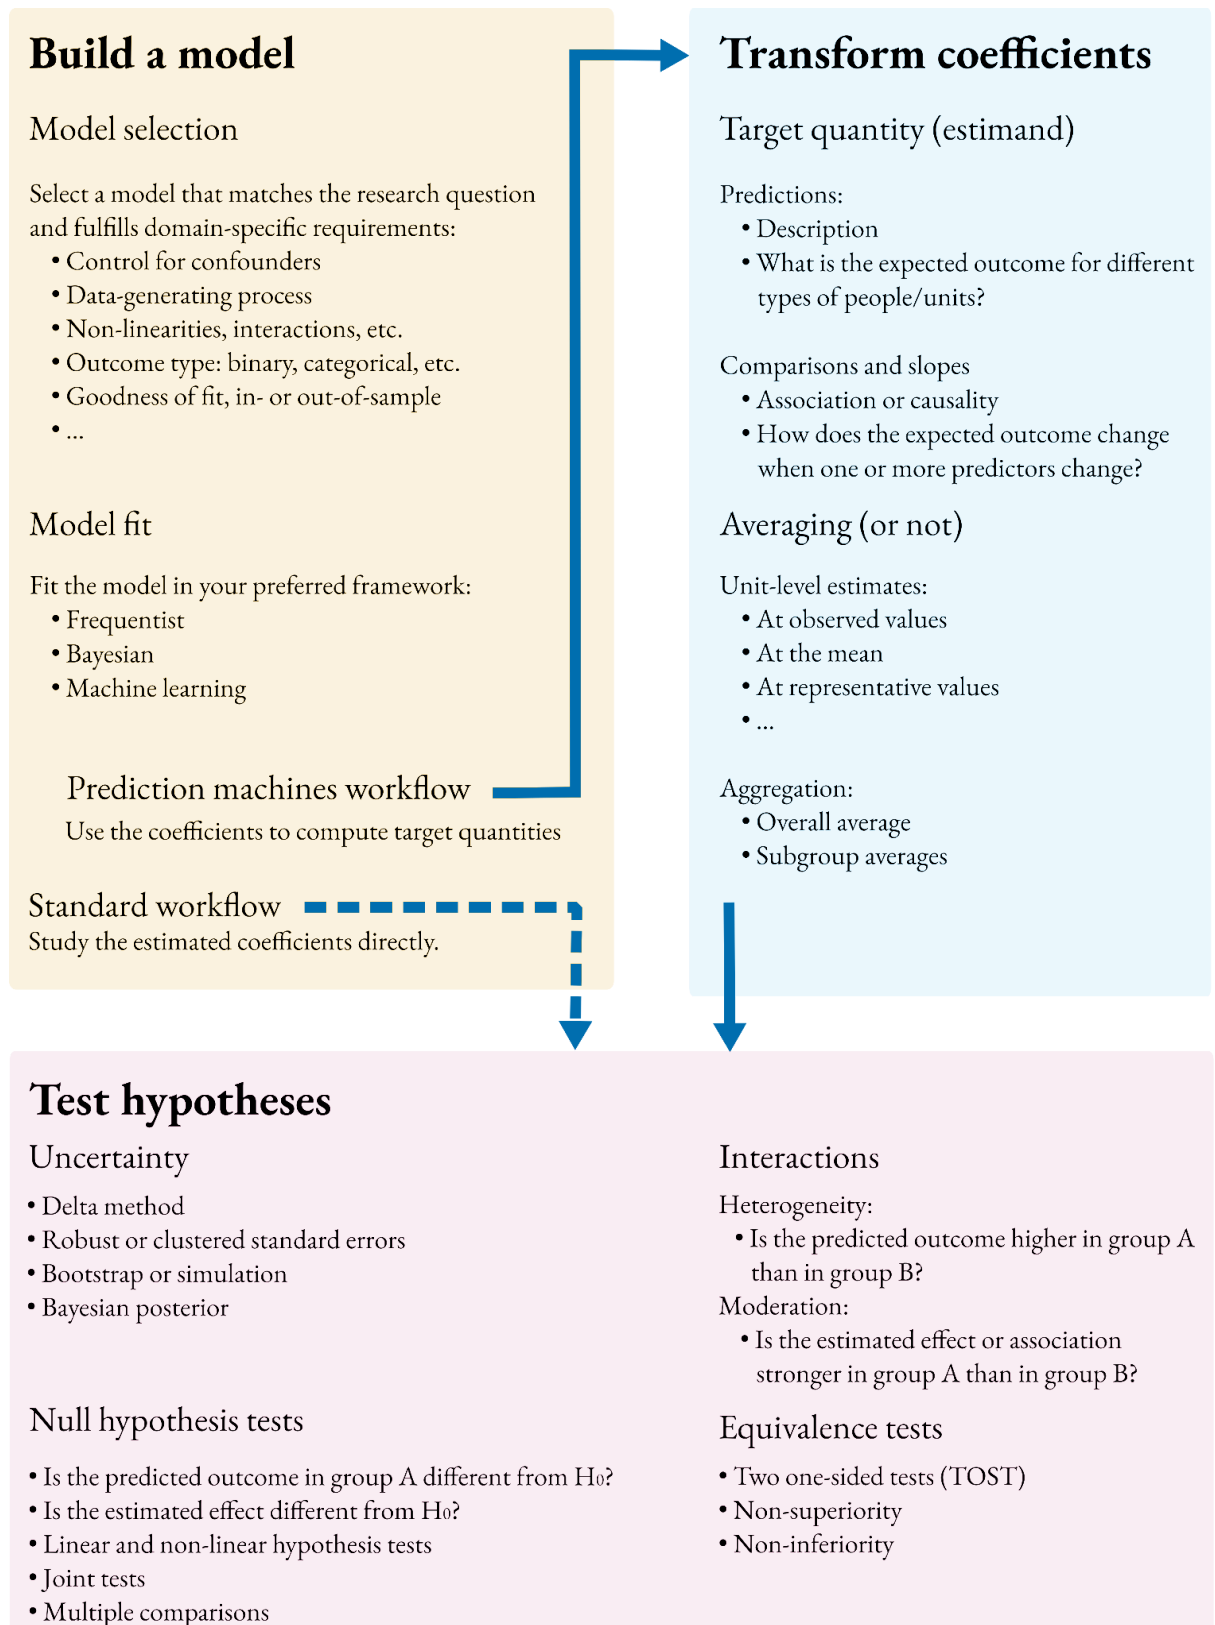 Build a model
Model selection
Select a model that matches the research question
and fulfills domain-specific requirements:
• Control for confounders
• Data-generating process
• Non-linearities, interactions, etc.
• Outcome type: binary, categorical, etc.
• Goodness of fit, in- or out-of-sample
• ...
Model fit
Fit the model in your preferred framework:
• Frequentist
• Bayesian
• Machine learning
Prediction machines workflow
Use the coefficients to compute target quantities
Standard workflow
Study the estimated coefficients directly.
Transform coefficients
Target quantity (estimand)
Predictions:
• Description
• What is the expected outcome for different
types of people/units?
Comparisons and slopes
• Association or causality
• How does the expected outcome change
when one or more predictors change?
Averaging (or not)
Unit-level estimates:
• At observed values
• At the mean
• At representative values
• ...
Aggregation:
• Overall average
• Subgroup averages
Test hypotheses
Uncertainty
• Delta method
• Robust or clustered standard errors
• Bootstrap or simulation
• Bayesian posterior
Null hypothesis tests
• Is the predicted outcome in group A different from H₀?
• Is the estimated effect different from H₀?
• Linear and non-linear hypothesis tests
• Joint tests
• Multiple comparisons
Interactions
Heterogeneity:
• Is the predicted outcome higher in group A
than in group B?
Moderation:
• Is the estimated effect or association
stronger in group A than in group B?
Equivalence tests
• Two one-sided tests (TOST)
• Non-superiority
• Non-inferiority